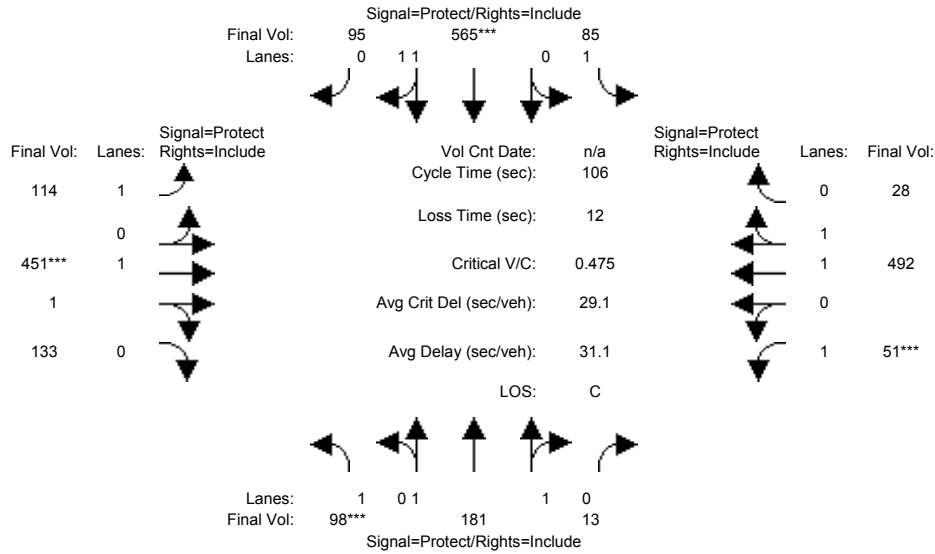 Signal=Protect/Rights=Include
Final Vol: 95 565*** 85
Lanes: 0 1 1 0 1
Signal=Protect
Final Vol: Lanes: Rights=Include
Vol Cnt Date: n/a
Signal=Protect
Rights=Include Lanes: Final Vol:
Cycle Time (sec): 106
114 1
0 28
Loss Time (sec): 12
0
1
451*** 1
Critical V/C: 0.475
1 492
1
Avg Crit Del (sec/veh): 29.1
0
133 0
Avg Delay (sec/veh): 31.1
1 51***
LOS: C
Lanes: 1 0 1 1 0
Final Vol: 98*** 181 13
Signal=Protect/Rights=Include